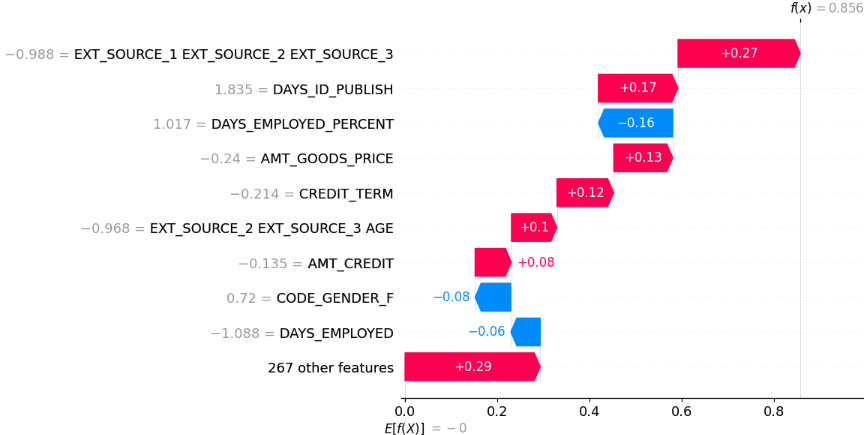 f(x) = 0.856
−0.988 = EXT_SOURCE_1 EXT_SOURCE_2 EXT_SOURCE_3
+0.27
1.835 = DAYS_ID_PUBLISH
+0.17
1.017 = DAYS_EMPLOYED_PERCENT
−0.16
−0.24 = AMT_GOODS_PRICE
+0.13
−0.214 = CREDIT_TERM
+0.12
−0.968 = EXT_SOURCE_2 EXT_SOURCE_3 AGE
+0.1
−0.135 = AMT_CREDIT
+0.08
0.72 = CODE_GENDER_F
−0.08
−1.088 = DAYS_EMPLOYED
−0.06
267 other features
+0.29
0.0 0.2 0.4 0.6 0.8
E[f(X)] = −0